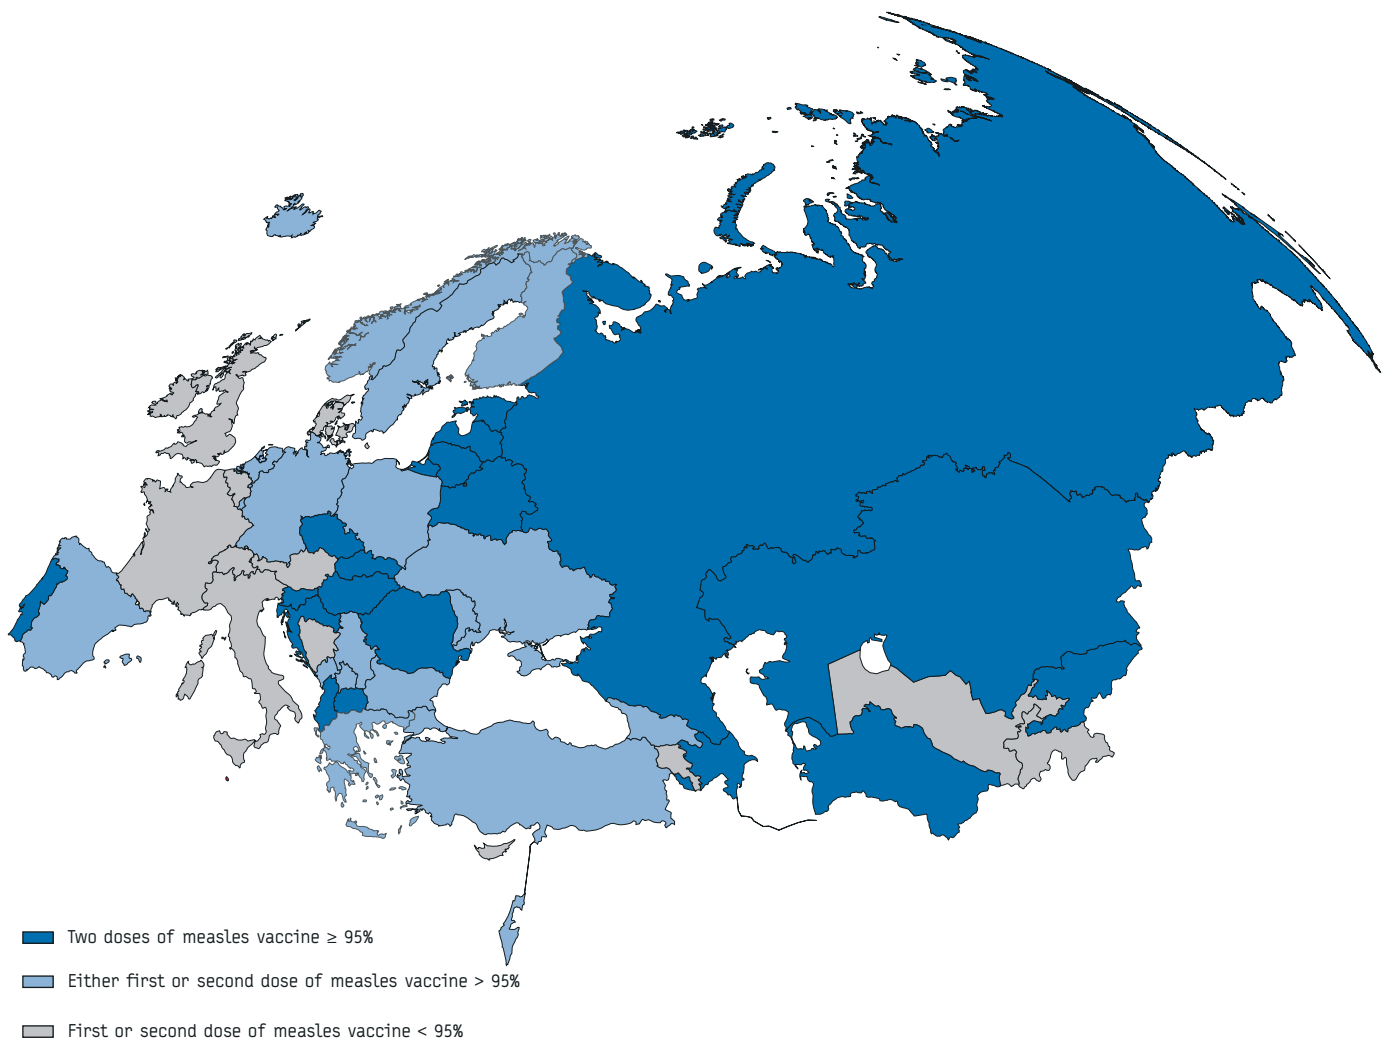 Two doses of measles vaccine ≥ 95%
Either first or second dose of measles vaccine > 95%
First or second dose of measles vaccine < 95%